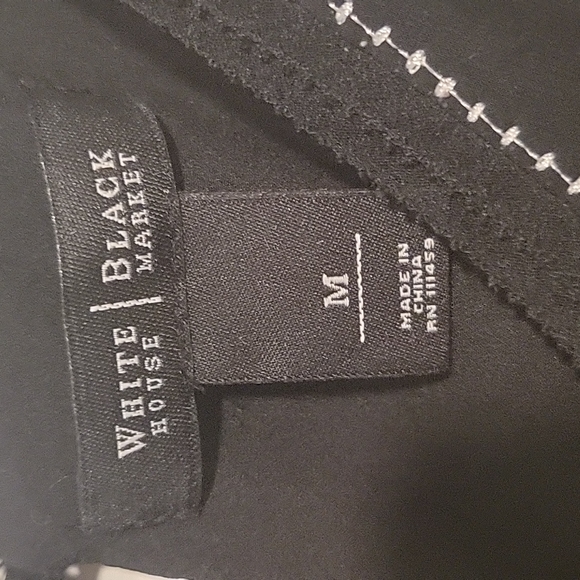 WHITE | BLACK
HOUSE MARKET
M
MADE IN
CHINA
RN 111459